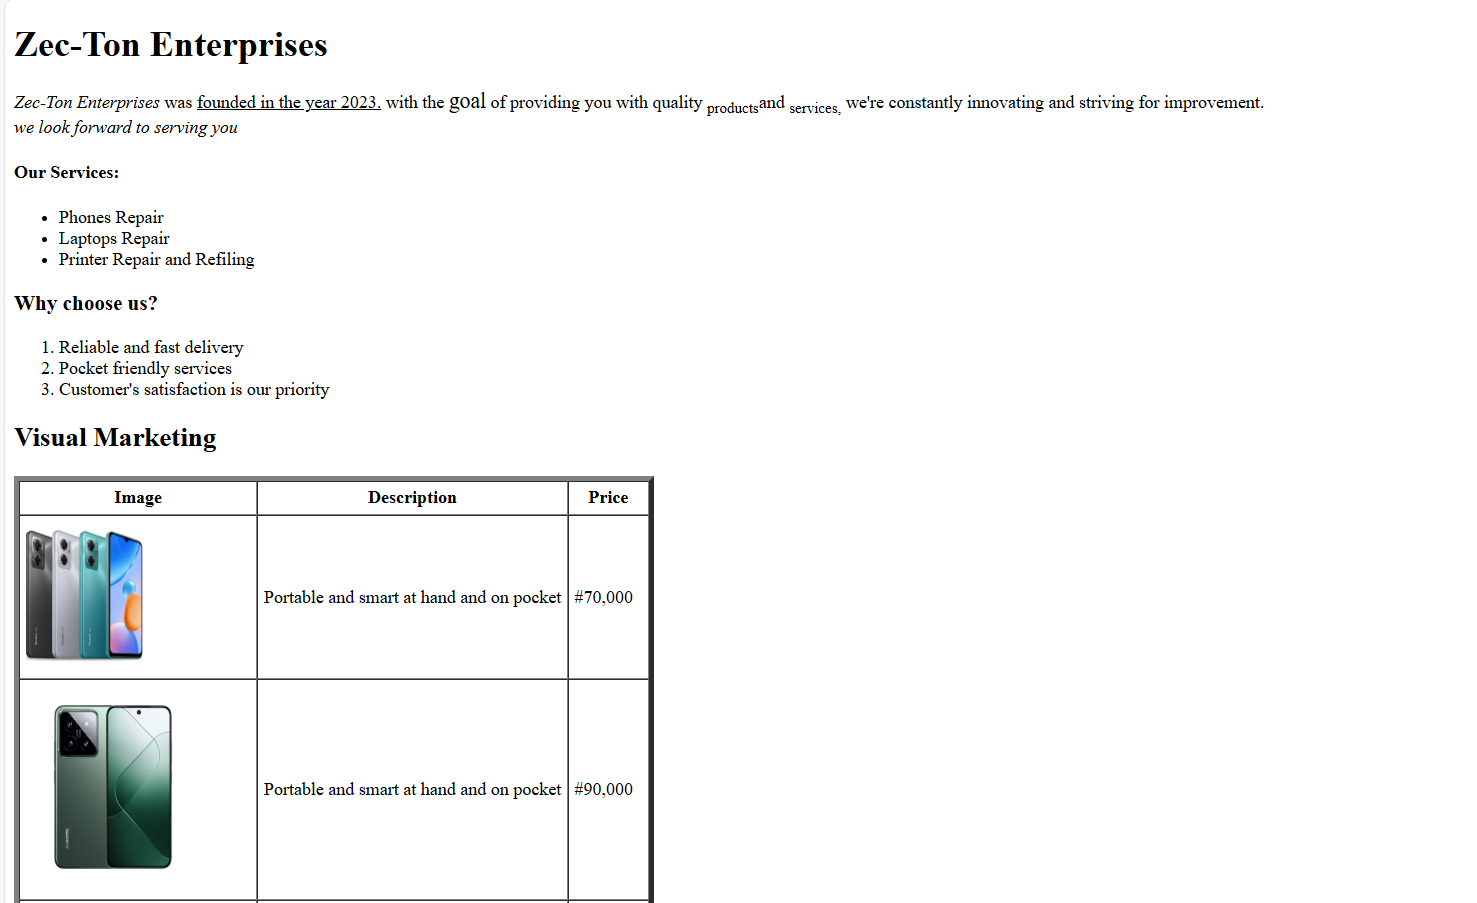 Zec-Ton Enterprises
Zec-Ton Enterprises was founded in the year 2023. with the goal of providing you with quality productsand services, we're constantly innovating and striving for improvement.
we look forward to serving you
Our Services:
• Phones Repair
• Laptops Repair
• Printer Repair and Refiling
Why choose us?
1. Reliable and fast delivery
2. Pocket friendly services
3. Customer's satisfaction is our priority
Visual Marketing
Image Description Price
Portable and smart at hand and on pocket #70,000
Portable and smart at hand and on pocket #90,000